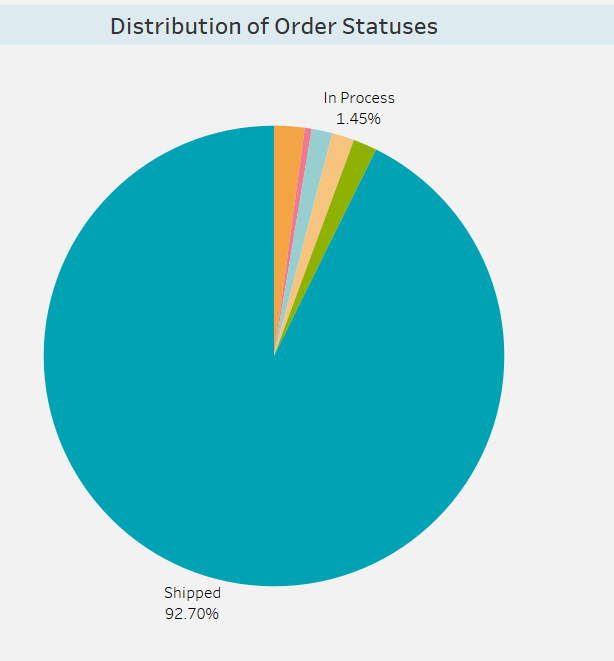 Distribution of Order Statuses
In Process
1.45%
Shipped
92.70%